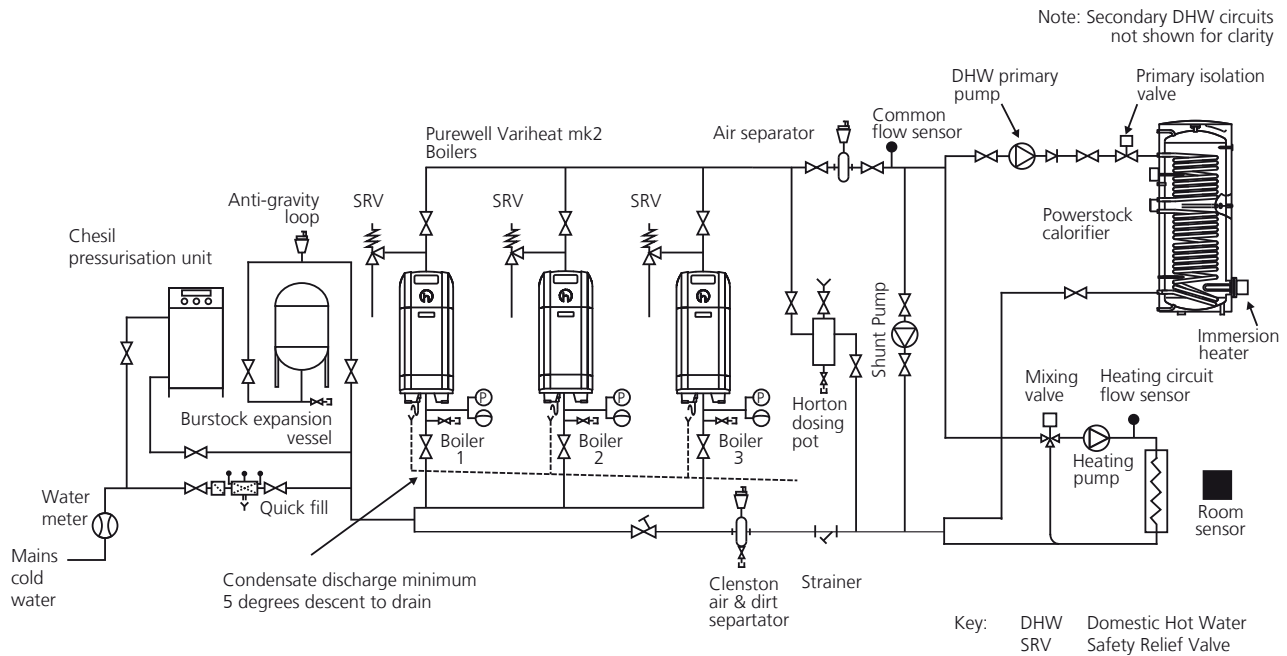 Note: Secondary DHW circuits
not shown for clarity
DHW primary
pump
Primary isolation
valve
Common
flow sensor
Air separator
Purewell Variheat mk2
Boilers
Anti-gravity
loop
SRV
SRV
SRV
Chesil
pressurisation unit
Powerstock
calorifier
Immersion
heater
Shunt Pump
Horton
dosing
pot
Mixing
valve
Heating circuit
flow sensor
Burstock expansion
vessel
P
P
P
Boiler
1
Boiler
2
Boiler
3
Heating
pump
Room
sensor
Water
meter
Quick fill
Mains
cold
water
Condensate discharge minimum
5 degrees descent to drain
Clenston
air & dirt
separtator
Strainer
Key: DHW Domestic Hot Water
SRV Safety Relief Valve